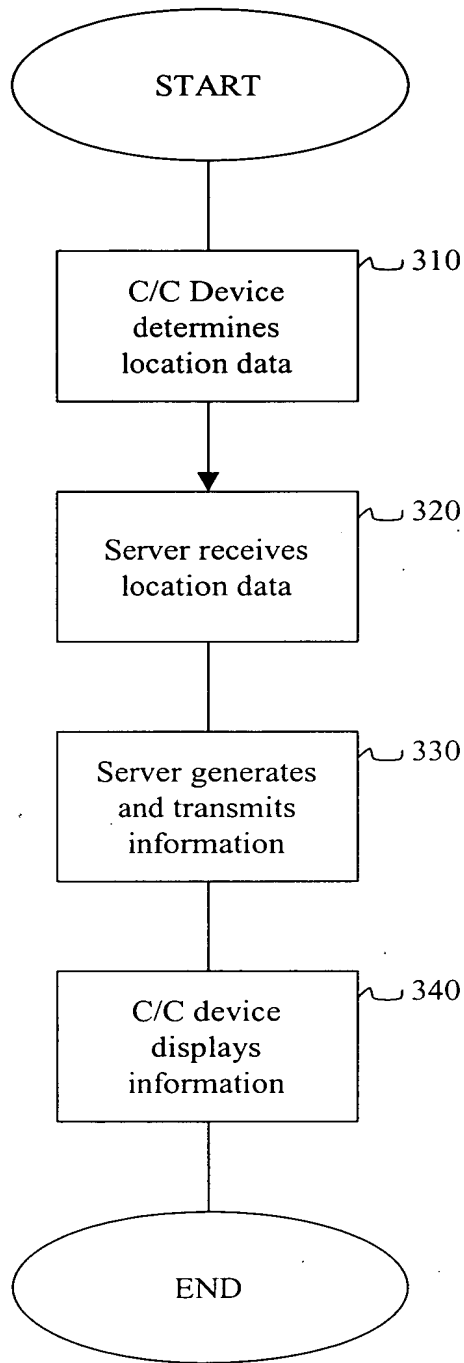 START
310
C/C Device
determines
location data
320
Server receives
location data
330
Server generates
and transmits
information
340
C/C device
displays
information
END